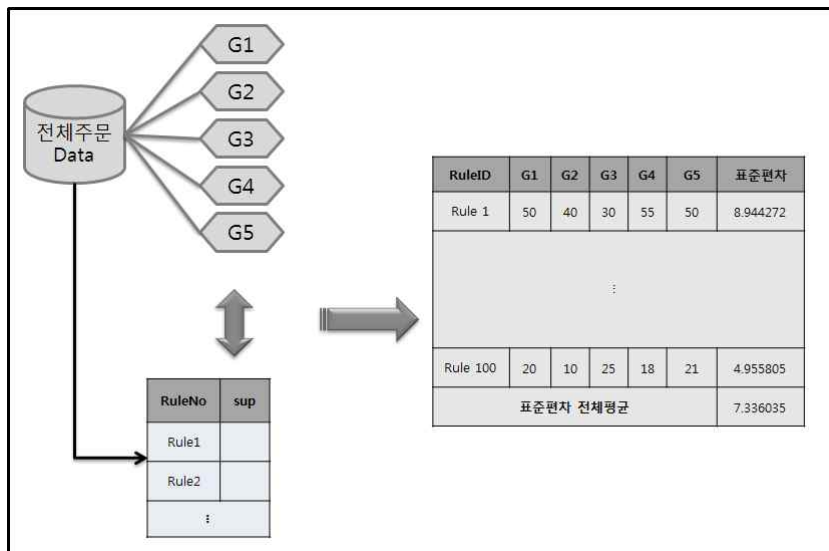 G1
G2
전체주문
Data
G3
G4
G5
RuleNo sup
Rule1
Rule2
⋮
RuleID G1 G2 G3 G4 G5 표준편차
Rule 1 50 40 30 55 50 8.944272
⋮
Rule 100 20 10 25 18 21 4.955805
표준편차 전체평균 7.336035